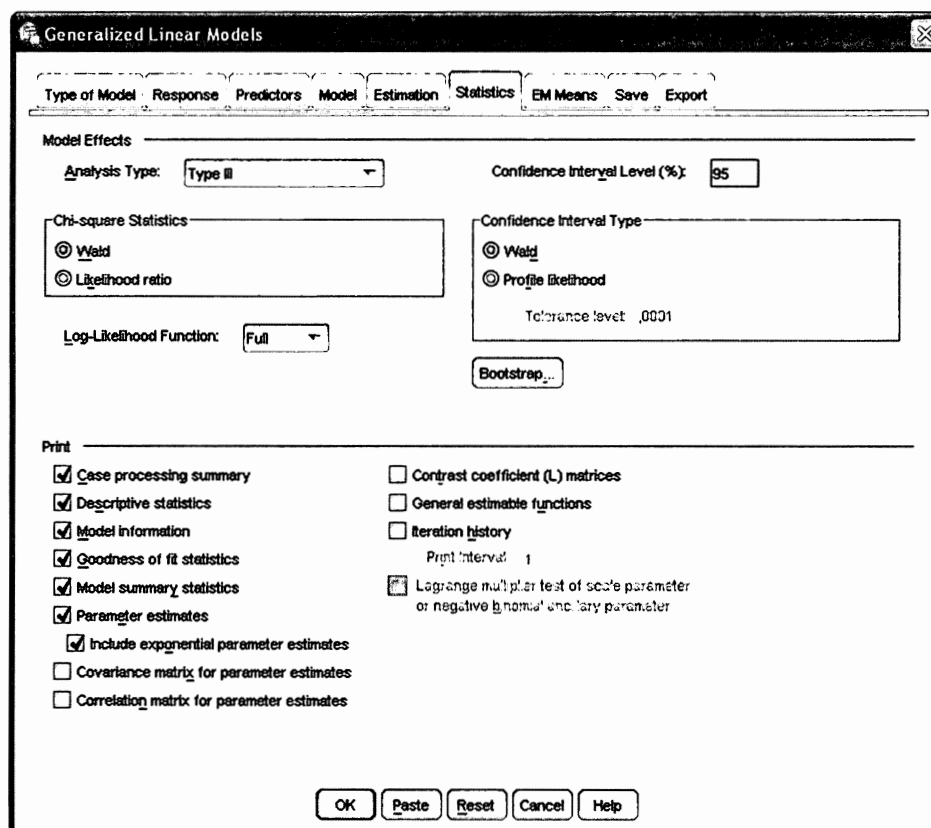 Generalized Linear Models
Type of Model Response Predictors Model Estimation Statistics EM Means Save Export
Model Effects
Analysis Type: Type III
Confidence Interval Level (%): 95
Chi-square Statistics
Wald
Likelihood ratio
Confidence Interval Type
Wald
Profile likelihood
Tolerance level: ,0001
Log-Likelihood Function: Full
Bootstrap...
Print
Case processing summary
Descriptive statistics
Model information
Goodness of fit statistics
Model summary statistics
Parameter estimates
Include exponential parameter estimates
Covariance matrix for parameter estimates
Correlation matrix for parameter estimates
Contrast coefficient (L) matrices
General estimable functions
Iteration history
Print Interval: 1
Lagrange multiplier test of scale parameter
or negative binomial ancillary parameter
OK Paste Reset Cancel Help